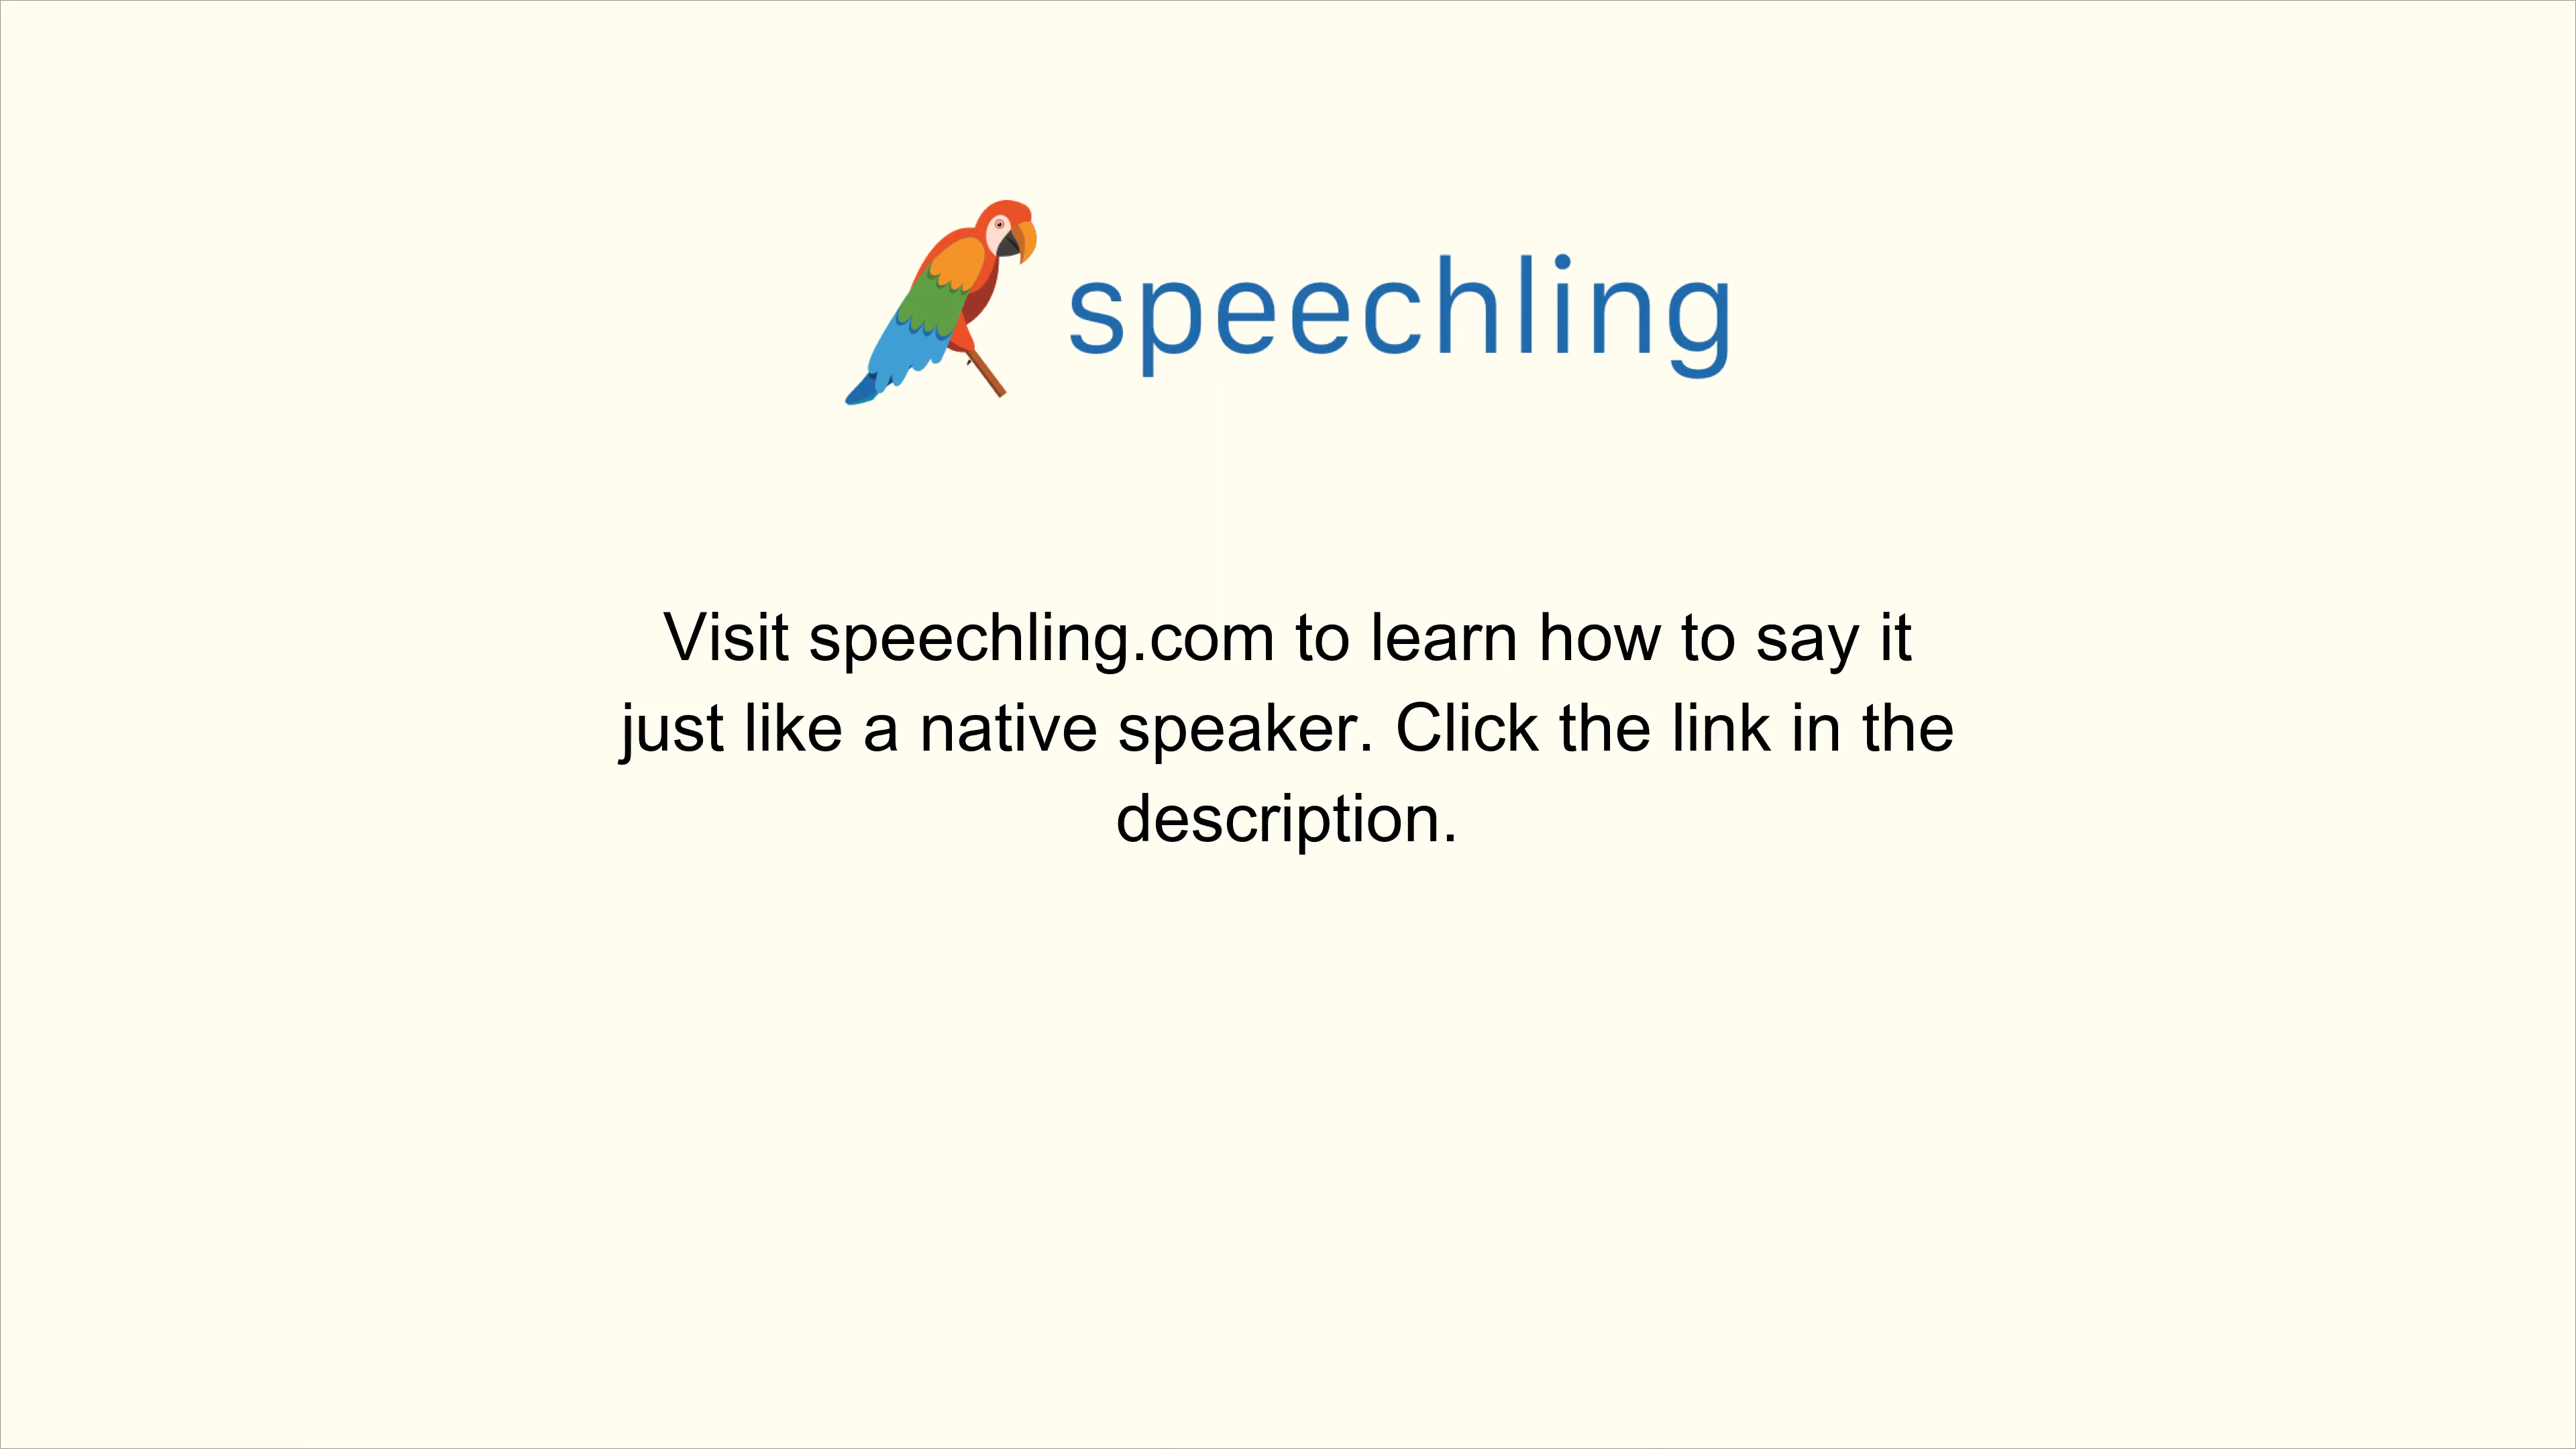 speechling
Visit speechling.com to learn how to say it
just like a native speaker. Click the link in the
description.